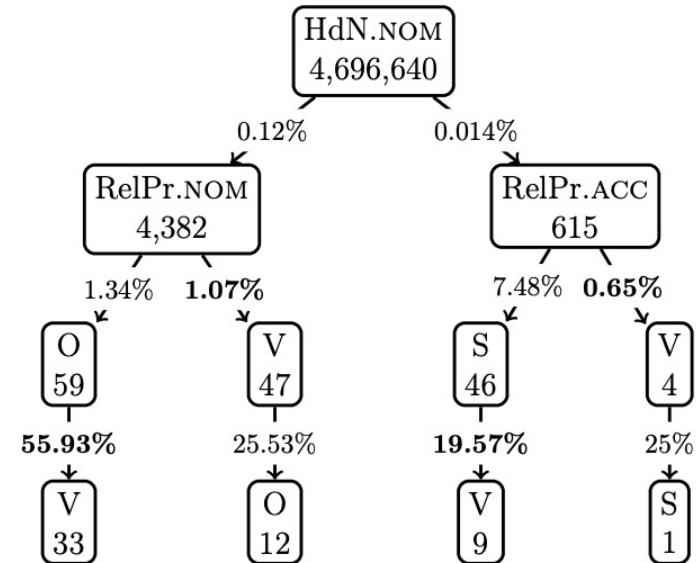 HdN.NOM
4,696,640
0.12% 0.014%
RelPr.NOM RelPr.ACC
4,382 615
1.34% 1.07% 7.48% 0.65%
O V S V
59 47 46 4
55.93% 25.53% 19.57% 25%
V O V S
33 12 9 1